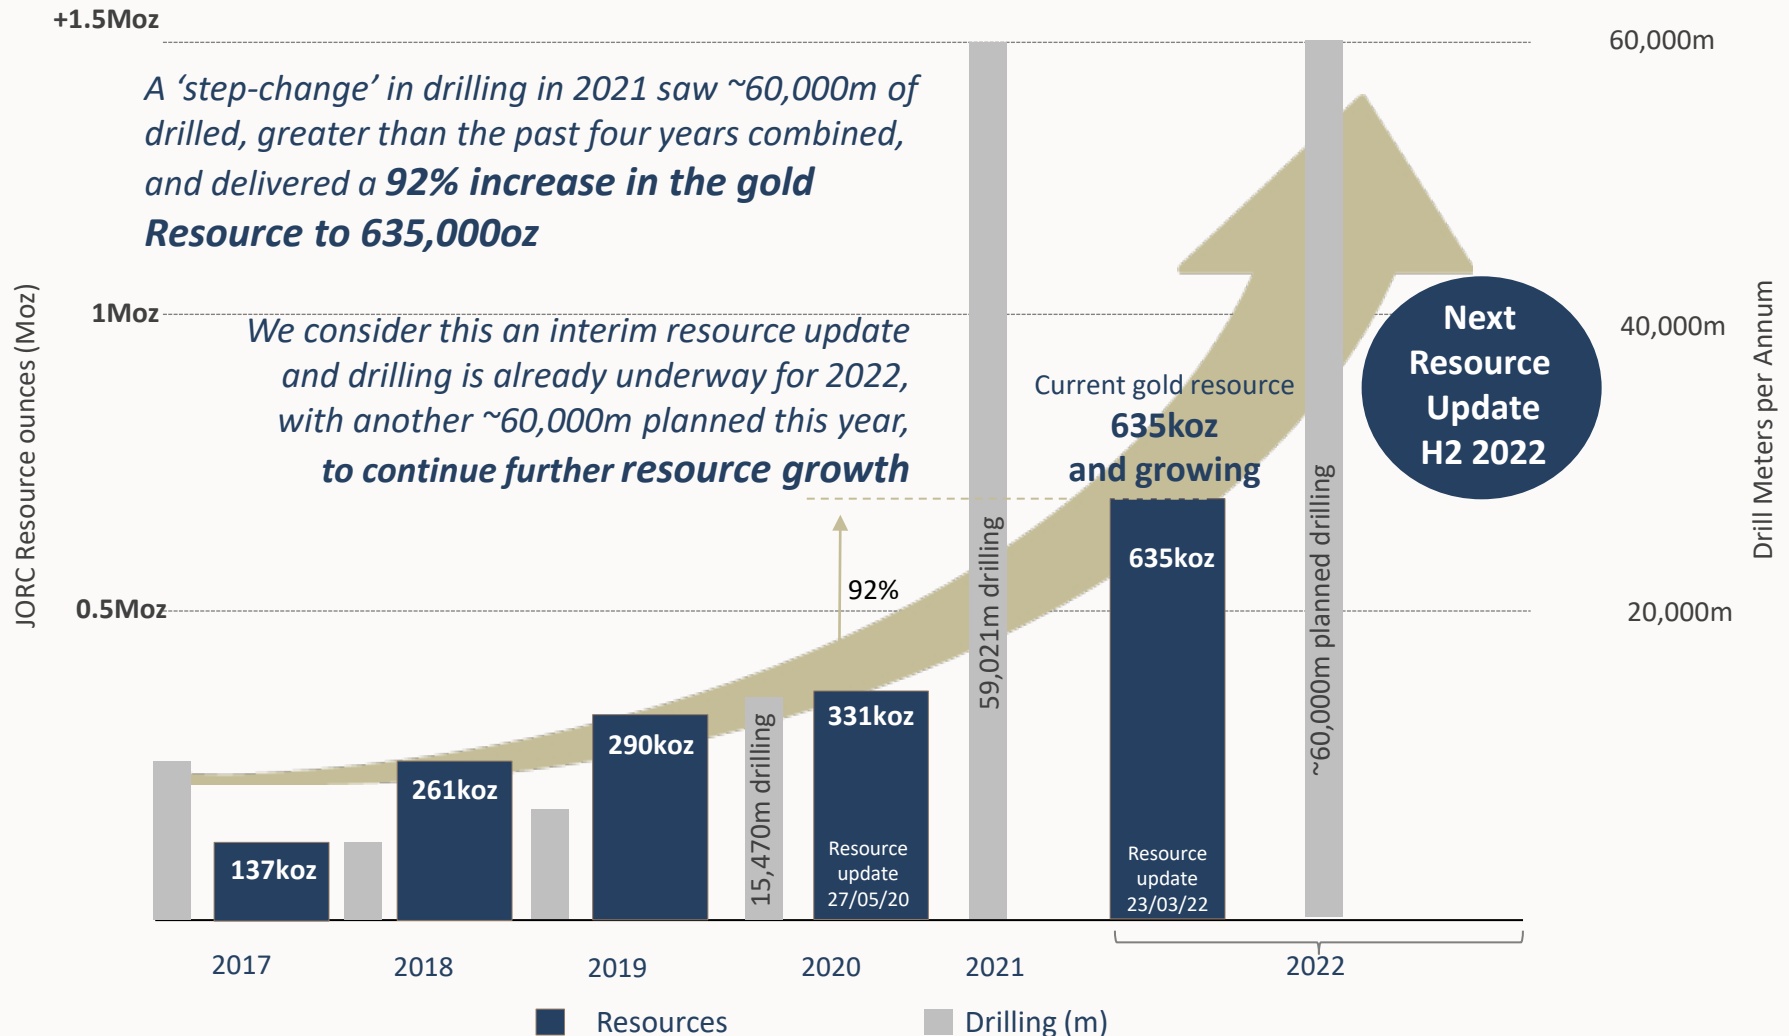 +1.5Moz
60,000m
A ‘step-change’ in drilling in 2021 saw ~60,000m of
drilled, greater than the past four years combined,
and delivered a 92% increase in the gold
Resource to 635,000oz
JORC Resource ounces (Moz)
1Moz
We consider this an interim resource update
and drilling is already underway for 2022,
with another ~60,000m planned this year,
to continue further resource growth
Current gold resource
635koz
and growing
Next
Resource
Update
H2 2022
40,000m
Drill Meters per Annum
0.5Moz
92%
20,000m
137koz
261koz
290koz
15,470m drilling
331koz
Resource
update
27/05/20
59,021m drilling
635koz
Resource
update
23/03/22
~60,000m planned drilling
2017
2018
2019
2020
2021
2022
Resources
Drilling (m)